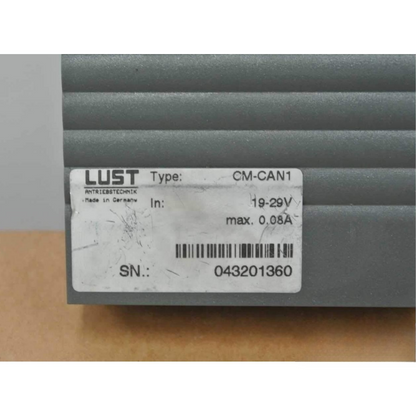 LUST Type: CM-CAN1
ANTRIEBSTECHNIK
Made in Germany In: 19-29V
max. 0.08A
SN.: 043201360